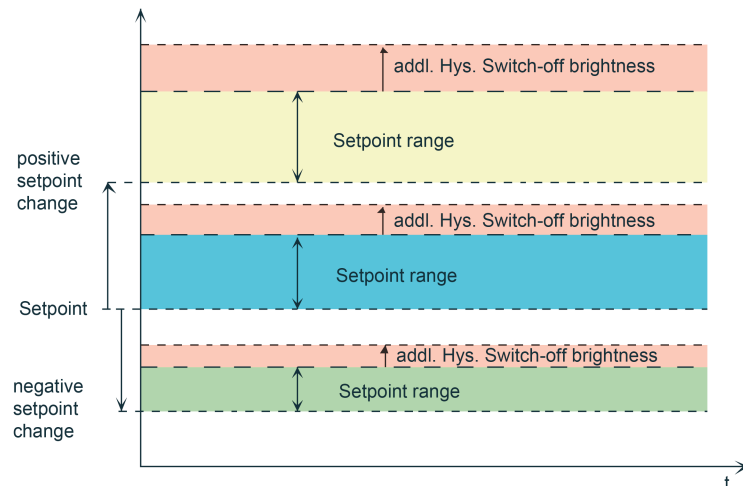 addl. Hys. Switch-off brightness
Setpoint range
positive
setpoint
change
addl. Hys. Switch-off brightness
Setpoint range
Setpoint
addl. Hys. Switch-off brightness
Setpoint range
negative
setpoint
change
t